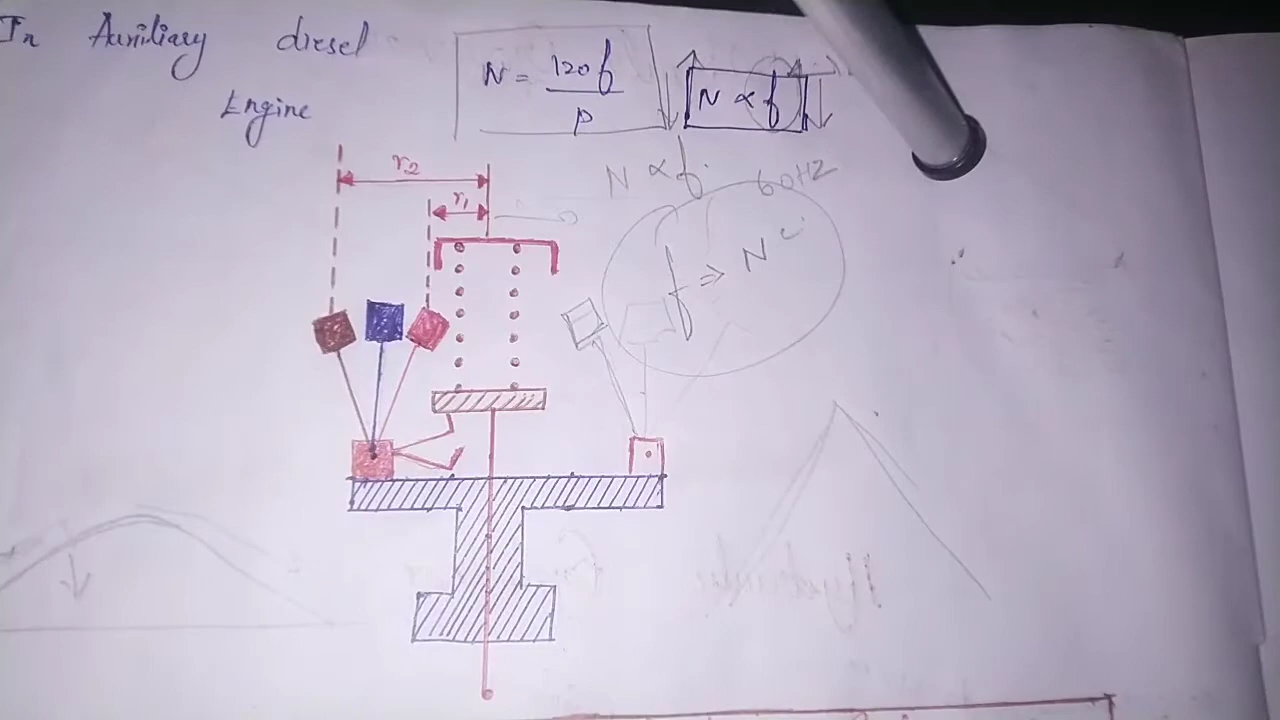 In Auxiliary diesel
Engine
N = 120f / P
N ∝ f
N ∝ f
60HZ
f ⇒ N
r2
r1